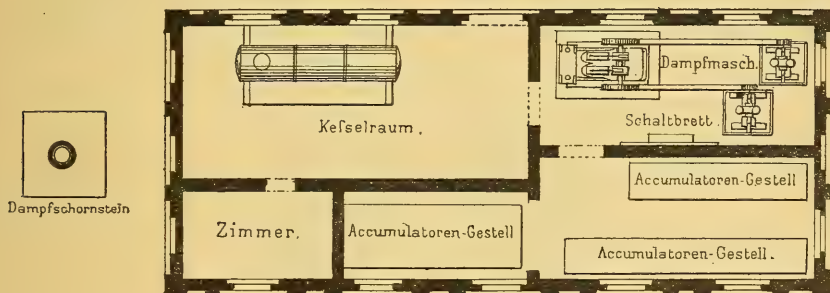 Dampfmasch.
Keſselraum.
Schaltbrett.
Dampfschornstein
Accumulatoren-Gestell
Zimmer.
Accumulatoren-Gestell
Accumulatoren-Gestell.